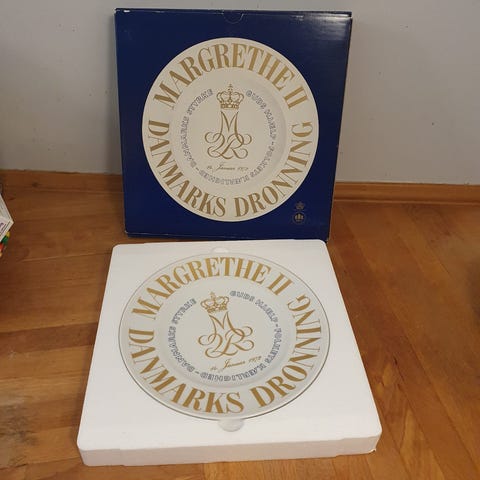 MARGRETHE II
DANMARKS DRONNING
GUDS HJÆLP - FOLKETS KÆRLIGHED - DANMARKS STYRKE
14. Januar 1972
MARGRETHE II
DANMARKS DRONNING
GUDS HJÆLP - FOLKETS KÆRLIGHED - DANMARKS STYRKE
14. Januar 1972